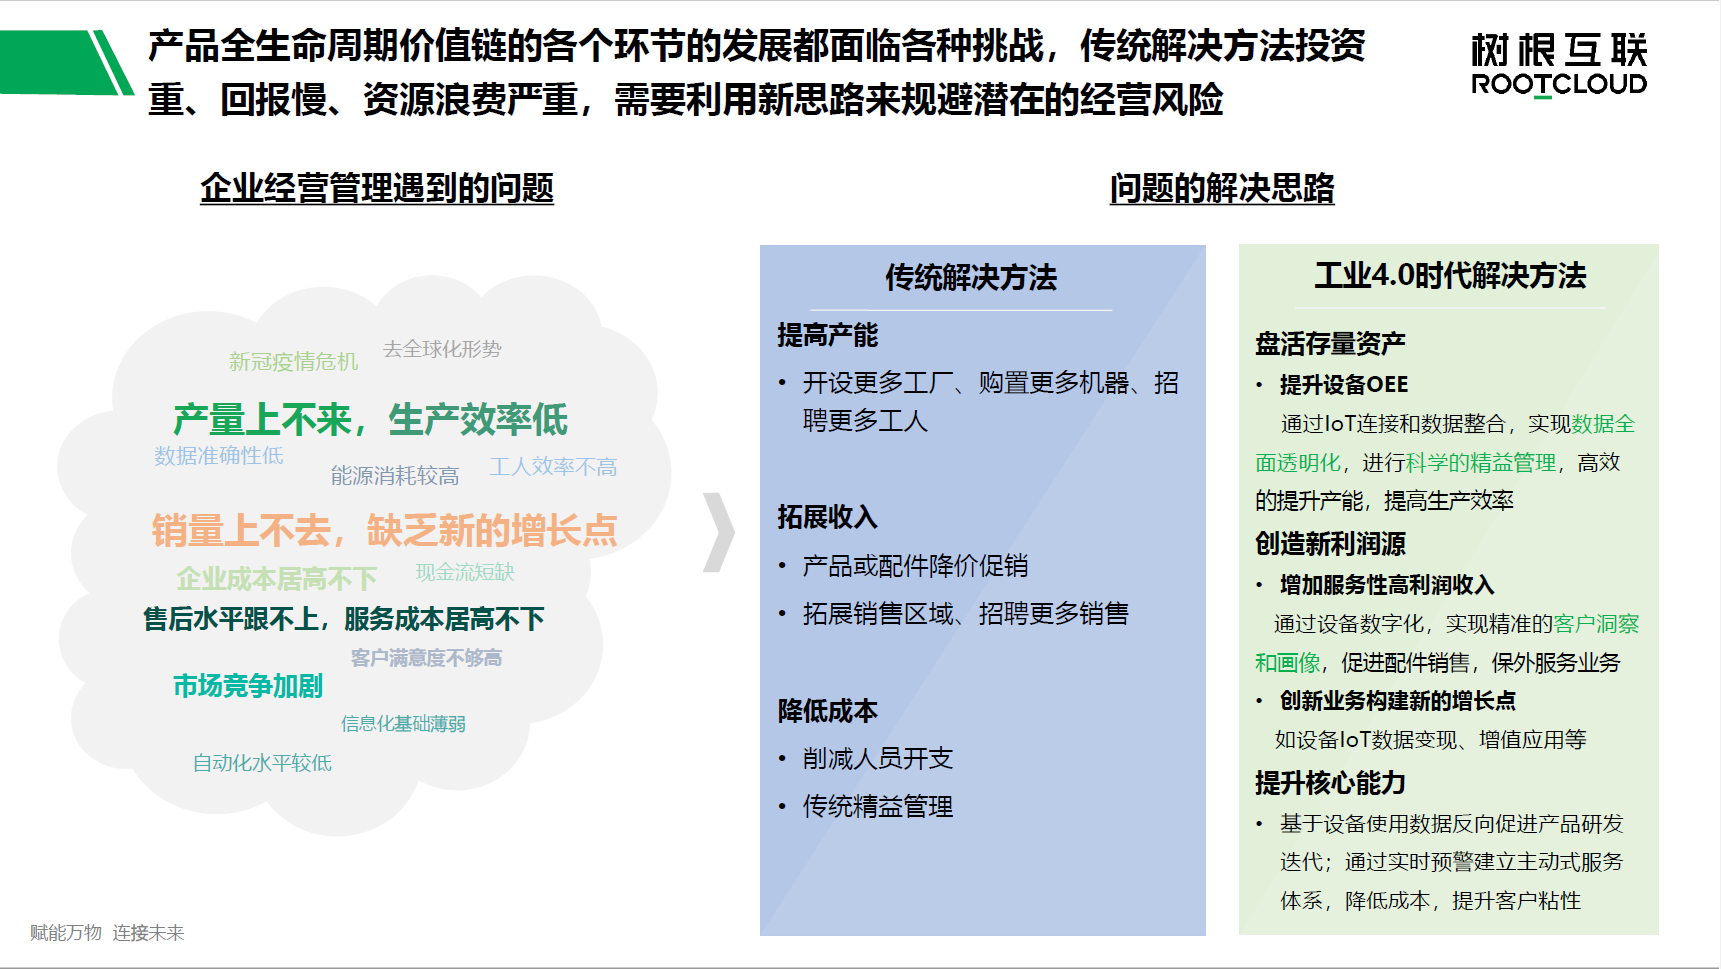 产品全生命周期价值链的各个环节的发展都面临各种挑战，传统解决方法投资
重、回报慢、资源浪费严重，需要利用新思路来规避潜在的经营风险
树根互联
ROOTCLOUD
企业经营管理遇到的问题
新冠疫情危机
去全球化形势
产量上不来，生产效率低
数据准确性低
能源消耗较高
工人效率不高
销量上不去，缺乏新的增长点
企业成本居高不下
现金流短缺
售后水平跟不上，服务成本居高不下
客户满意度不够高
市场竞争加剧
信息化基础薄弱
自动化水平较低
问题的解决思路
传统解决方法
提高产能
• 开设更多工厂、购置更多机器、招
聘更多工人
拓展收入
• 产品或配件降价促销
• 拓展销售区域、招聘更多销售
降低成本
• 削减人员开支
• 传统精益管理
工业4.0时代解决方法
盘活存量资产
• 提升设备OEE
通过IoT连接和数据整合，实现数据全
面透明化，进行科学的精益管理，高效
的提升产能，提高生产效率
创造新利润源
• 增加服务性高利润收入
通过设备数字化，实现精准的客户洞察
和画像，促进配件销售，保外服务业务
• 创新业务构建新的增长点
如设备IoT数据变现、增值应用等
提升核心能力
• 基于设备使用数据反向促进产品研发
迭代；通过实时预警建立主动式服务
体系，降低成本，提升客户粘性
赋能万物 连接未来